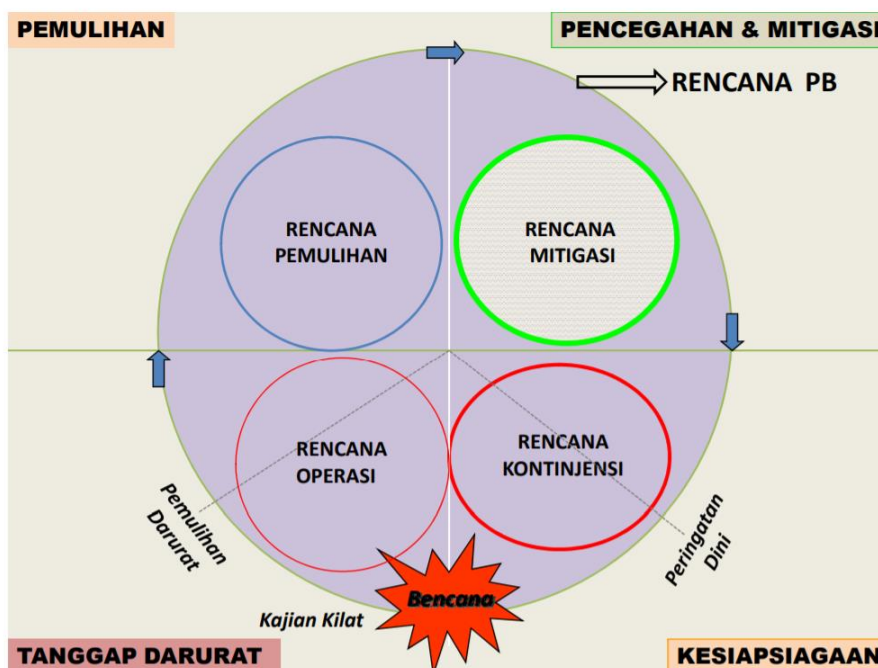 PEMULIHAN
PENCEGAHAN & MITIGASI
RENCANA PB
RENCANA
PEMULIHAN
RENCANA
MITIGASI
RENCANA
OPERASI
RENCANA
KONTINJENSI
Pemulihan
Darurat
Peringatan
Dini
Bencana
Kajian Kilat
TANGGAP DARURAT
KESIAPSIAGAAN